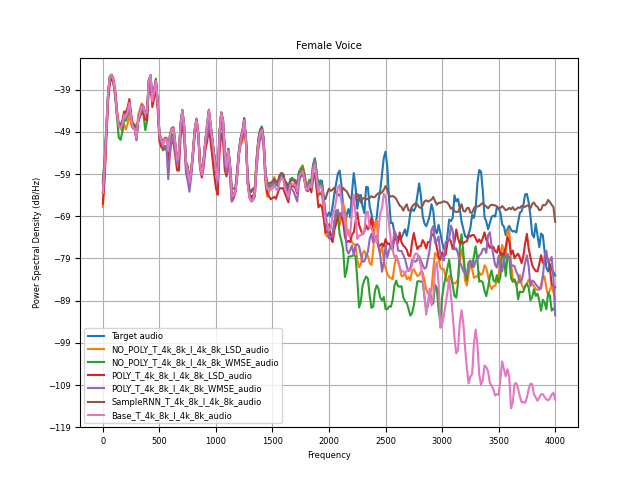 Female Voice
Power Spectral Density (dB/Hz)
−39
−49
−59
−69
−79
−89
−99
−109
−119
Target audio
NO_POLY_T_4k_8k_I_4k_8k_LSD_audio
NO_POLY_T_4k_8k_I_4k_8k_WMSE_audio
POLY_T_4k_8k_I_4k_8k_LSD_audio
POLY_T_4k_8k_I_4k_8k_WMSE_audio
SampleRNN_T_4k_8k_I_4k_8k_audio
Base_T_4k_8k_I_4k_8k_audio
0 500 1000 1500 2000 2500 3000 3500 4000
Frequency